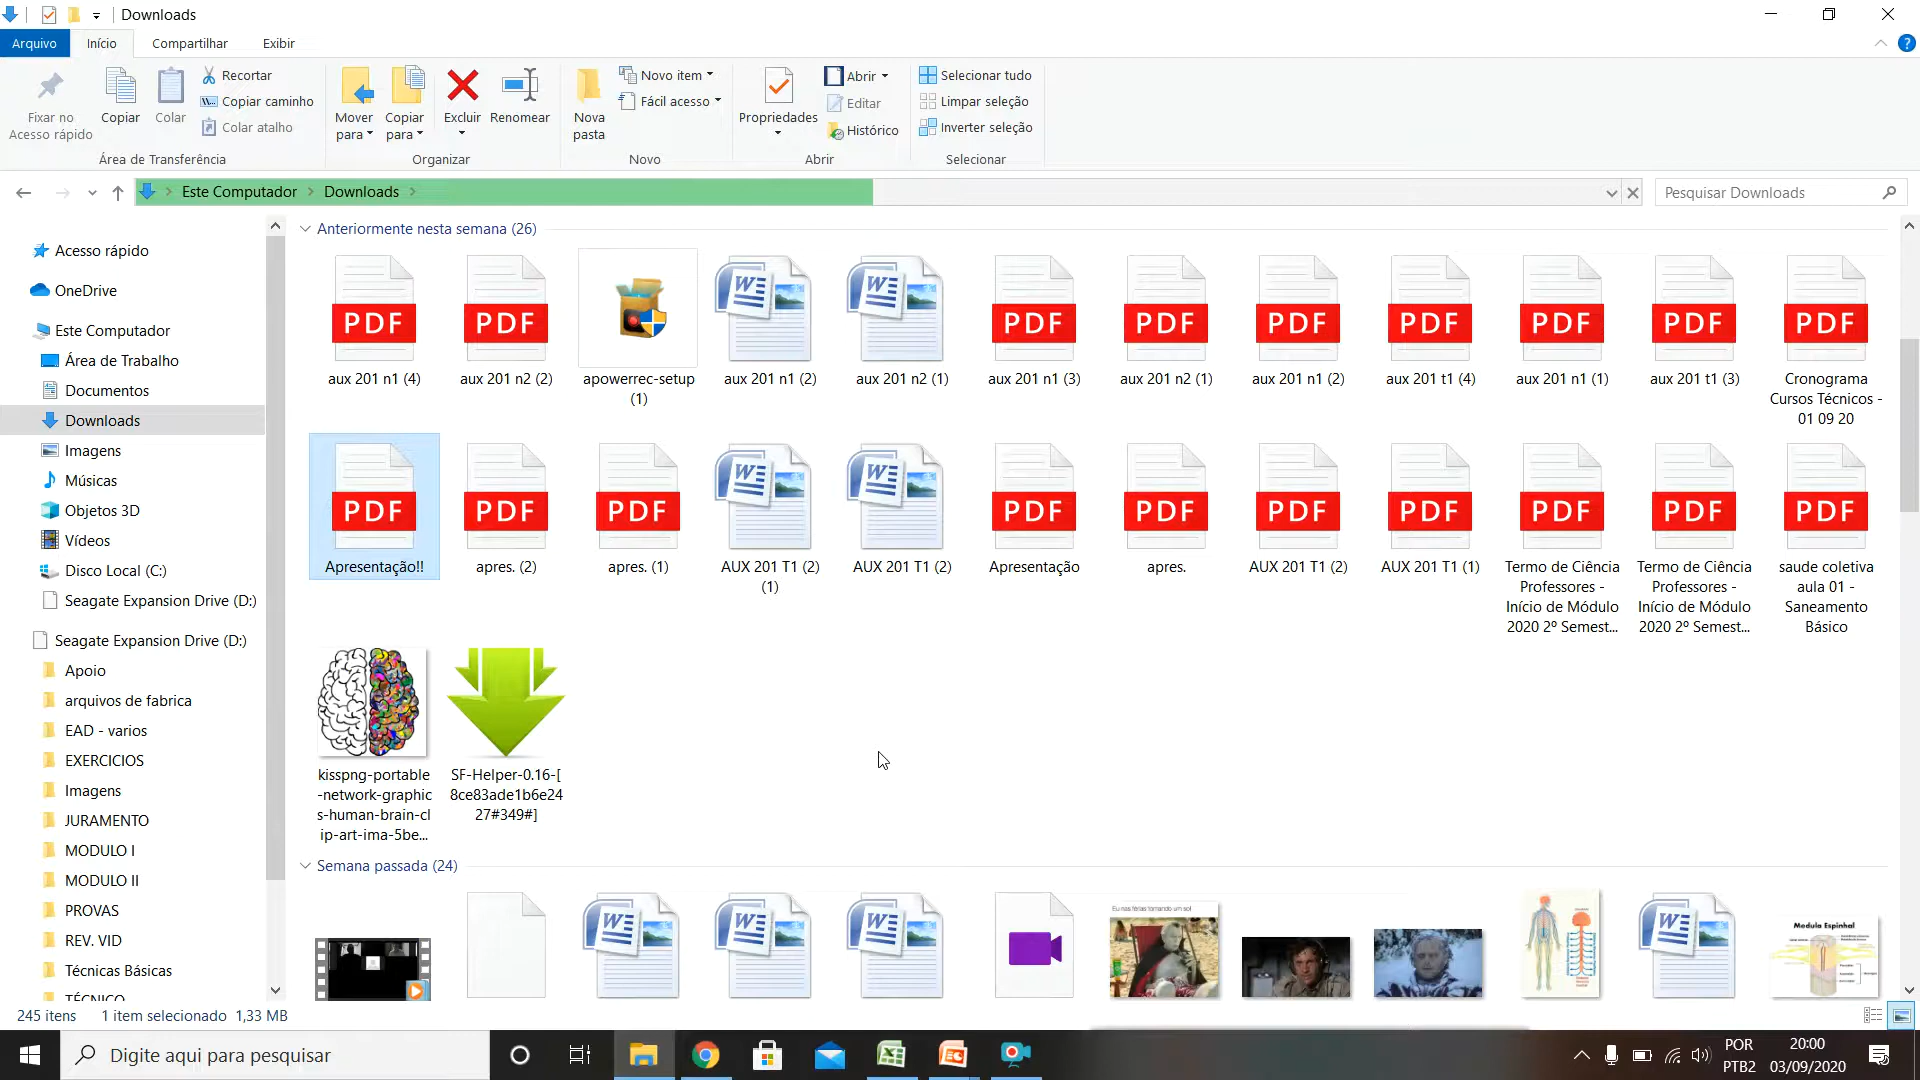 Downloads
Arquivo
Início
Compartilhar
Exibir
Fixar no
Acesso rápido
Copiar
Colar
Recortar
Copiar caminho
Colar atalho
Área de Transferência
Mover
para
Copiar
para
Excluir
Renomear
Organizar
Nova
pasta
Novo item
Fácil acesso
Novo
Propriedades
Abrir
Editar
Histórico
Abrir
Selecionar tudo
Limpar seleção
Inverter seleção
Selecionar
Este Computador
Downloads
Pesquisar Downloads
Acesso rápido
OneDrive
Este Computador
Área de Trabalho
Documentos
Downloads
Imagens
Músicas
Objetos 3D
Vídeos
Disco Local (C:)
Seagate Expansion Drive (D:)
Seagate Expansion Drive (D:)
Apoio
arquivos de fabrica
EAD - varios
EXERCICIOS
Imagens
JURAMENTO
MODULO I
MODULO II
PROVAS
REV. VID
Técnicas Básicas
TÉCNICO
Anteriormente nesta semana (26)
PDF
PDF
W
W
PDF
PDF
PDF
PDF
PDF
PDF
PDF
aux 201 n1 (4)
aux 201 n2 (2)
apowerrec-setup
(1)
aux 201 n1 (2)
aux 201 n2 (1)
aux 201 n1 (3)
aux 201 n2 (1)
aux 201 n1 (2)
aux 201 t1 (4)
aux 201 n1 (1)
aux 201 t1 (3)
Cronograma
Cursos Técnicos -
01 09 20
PDF
PDF
PDF
W
W
PDF
PDF
PDF
PDF
PDF
PDF
PDF
Apresentação!!
apres. (2)
apres. (1)
AUX 201 T1 (2)
(1)
AUX 201 T1 (2)
Apresentação
apres.
AUX 201 T1 (2)
AUX 201 T1 (1)
Termo de Ciência
Professores -
Início de Módulo
2020 2º Semest...
Termo de Ciência
Professores -
Início de Módulo
2020 2º Semest...
saude coletiva
aula 01 -
Saneamento
Básico
kisspng-portable
-network-graphic
s-human-brain-cl
ip-art-ima-5be...
SF-Helper-0.16-[
8ce83ade1b6e24
27#349#]
Semana passada (24)
W
W
W
Eu nas férias tomando um sol
W
Medula Espinhal
245 itens
1 item selecionado
1,33 MB
Digite aqui para pesquisar
POR
PTB2
20:00
03/09/2020